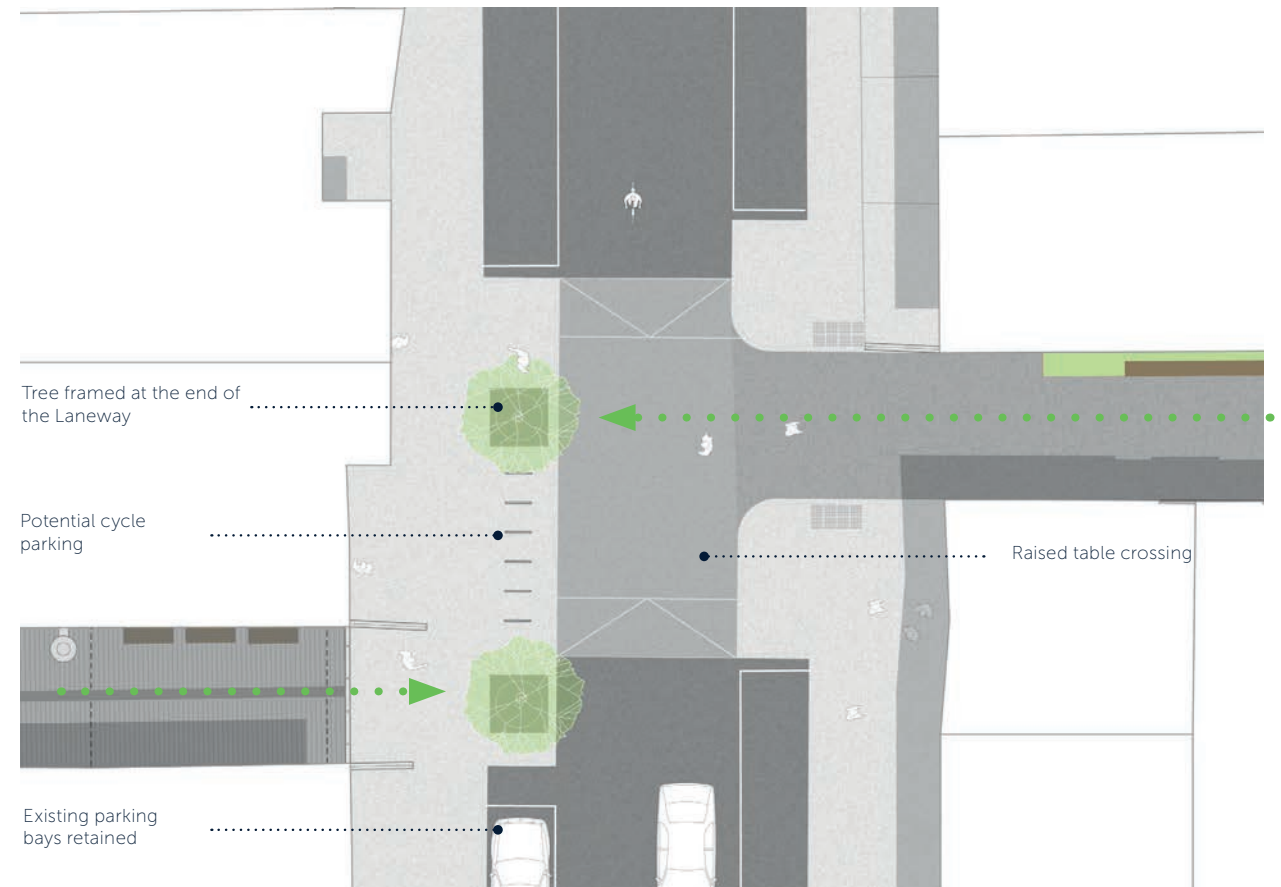 Tree framed at the end of
the Laneway
Potential cycle
parking
Raised table crossing
Existing parking
bays retained